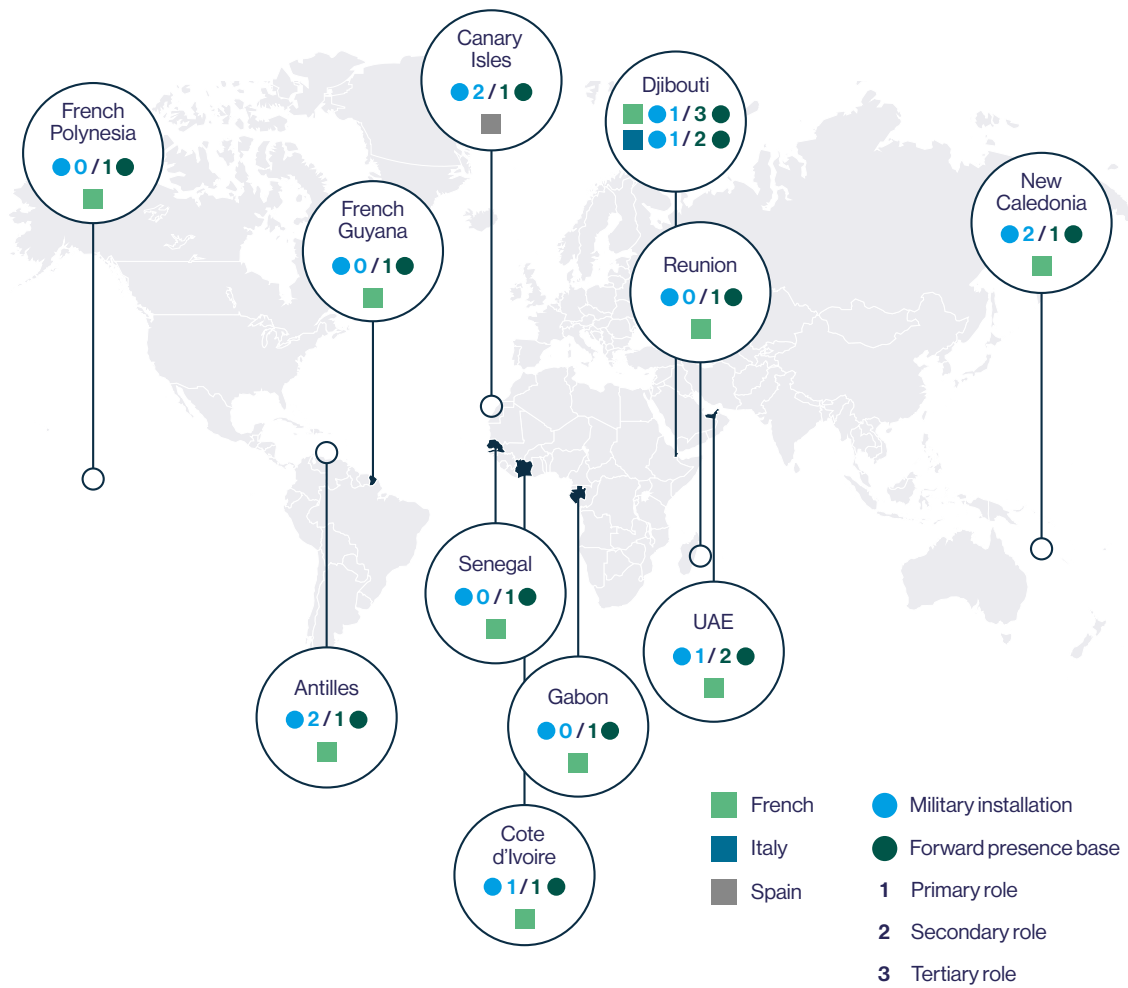 Canary
Isles
2 / 1
Djibouti
1 / 3
1 / 2
French
Polynesia
0 / 1
New
Caledonia
2 / 1
French
Guyana
0 / 1
Reunion
0 / 1
Senegal
0 / 1
UAE
1 / 2
Antilles
2 / 1
Gabon
0 / 1
Cote
d'Ivoire
1 / 1
French
Italy
Spain
Military installation
Forward presence base
1 Primary role
2 Secondary role
3 Tertiary role